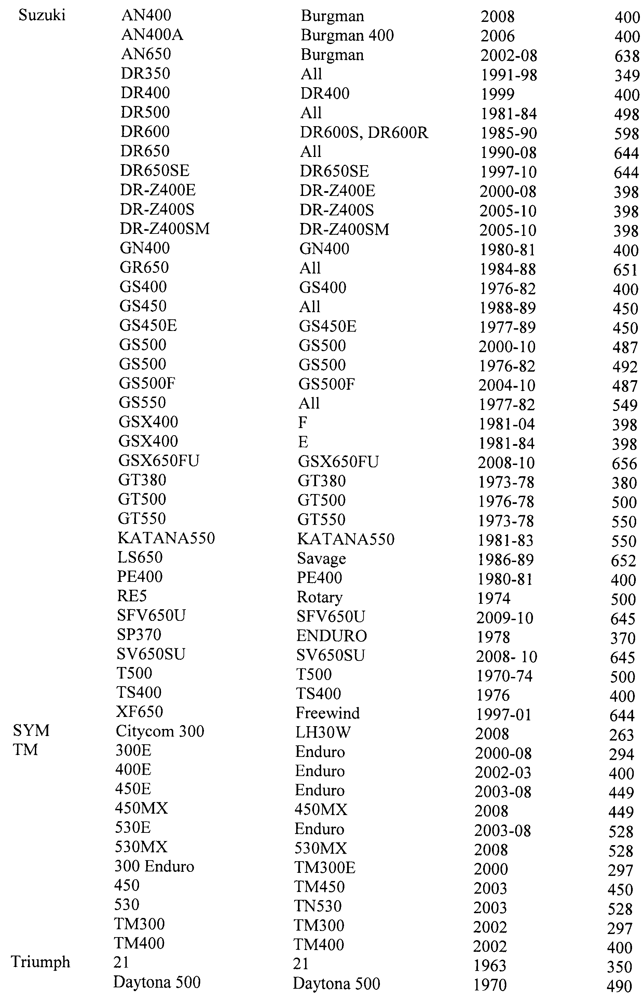 Suzuki AN400 Burgman 2008 400
AN400A Burgman 400 2006 400
AN650 Burgman 2002-08 638
DR350 All 1991-98 349
DR400 DR400 1999 400
DR500 All 1981-84 498
DR600 DR600S, DR600R 1985-90 598
DR650 All 1990-08 644
DR650SE DR650SE 1997-10 644
DR-Z400E DR-Z400E 2000-08 398
DR-Z400S DR-Z400S 2005-10 398
DR-Z400SM DR-Z400SM 2005-10 398
GN400 GN400 1980-81 400
GR650 All 1984-88 651
GS400 GS400 1976-82 400
GS450 All 1988-89 450
GS450E GS450E 1977-89 450
GS500 GS500 2000-10 487
GS500 GS500 1976-82 492
GS500F GS500F 2004-10 487
GS550 All 1977-82 549
GSX400 F 1981-04 398
GSX400 E 1981-84 398
GSX650FU GSX650FU 2008-10 656
GT380 GT380 1973-78 380
GT500 GT500 1976-78 500
GT550 GT550 1973-78 550
KATANA550 KATANA550 1981-83 550
LS650 Savage 1986-89 652
PE400 PE400 1980-81 400
RE5 Rotary 1974 500
SFV650U SFV650U 2009-10 645
SP370 ENDURO 1978 370
SV650SU SV650SU 2008- 10 645
T500 T500 1970-74 500
TS400 TS400 1976 400
XF650 Freewind 1997-01 644
SYM Citycom 300 LH30W 2008 263
TM 300E Enduro 2000-08 294
400E Enduro 2002-03 400
450E Enduro 2003-08 449
450MX 450MX 2008 449
530E Enduro 2003-08 528
530MX 530MX 2008 528
300 Enduro TM300E 2000 297
450 TM450 2003 450
530 TN530 2003 528
TM300 TM300 2002 297
TM400 TM400 2002 400
Triumph 21 21 1963 350
Daytona 500 Daytona 500 1970 490